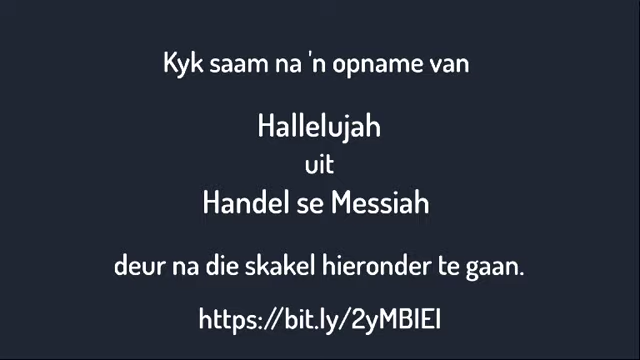 Kyk saam na 'n opname van
Hallelujah
uit
Handel se Messiah
deur na die skakel hieronder te gaan.
https://bit.ly/2yMBIEI